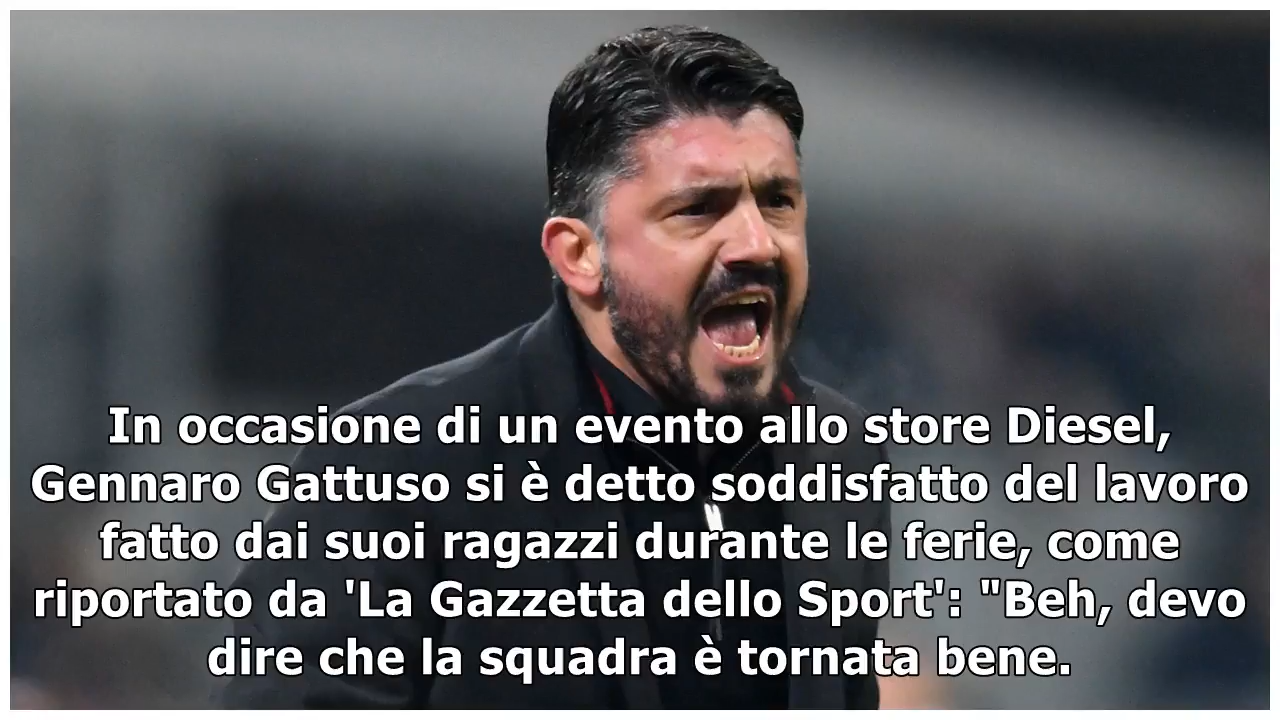 In occasione di un evento allo store Diesel,
Gennaro Gattuso si è detto soddisfatto del lavoro
fatto dai suoi ragazzi durante le ferie, come
riportato da 'La Gazzetta dello Sport': "Beh, devo
dire che la squadra è tornata bene.